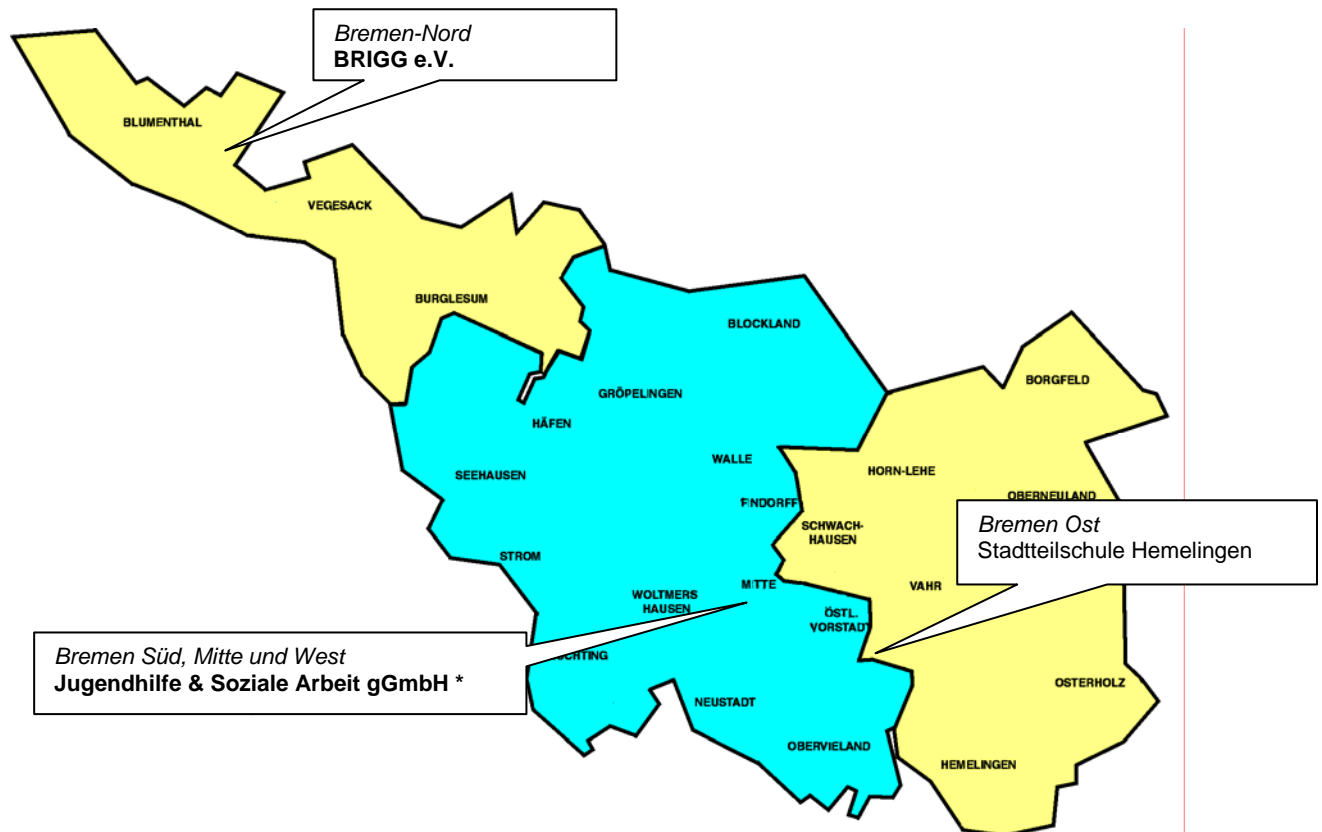 Bremen-Nord
BRIGG e.V.
BLUMENTHAL
VEGESACK
BURGLESUM
BLOCKLAND
BORGFELD
GRÖPELINGEN
HÄFEN
WALLE
HORN-LEHE
SEEHAUSEN
OBERNEULAND
FINDORFF
SCHWACH-
HAUSEN
Bremen Ost
Stadtteilschule Hemelingen
STROM
MITTE
VAHR
WOLTMERS
HAUSEN
ÖSTL.
VORSTADT
Bremen Süd, Mitte und West
Jugendhilfe & Soziale Arbeit gGmbH *
OSTERHOLZ
NEUSTADT
OBERVIELAND
HEMELINGEN